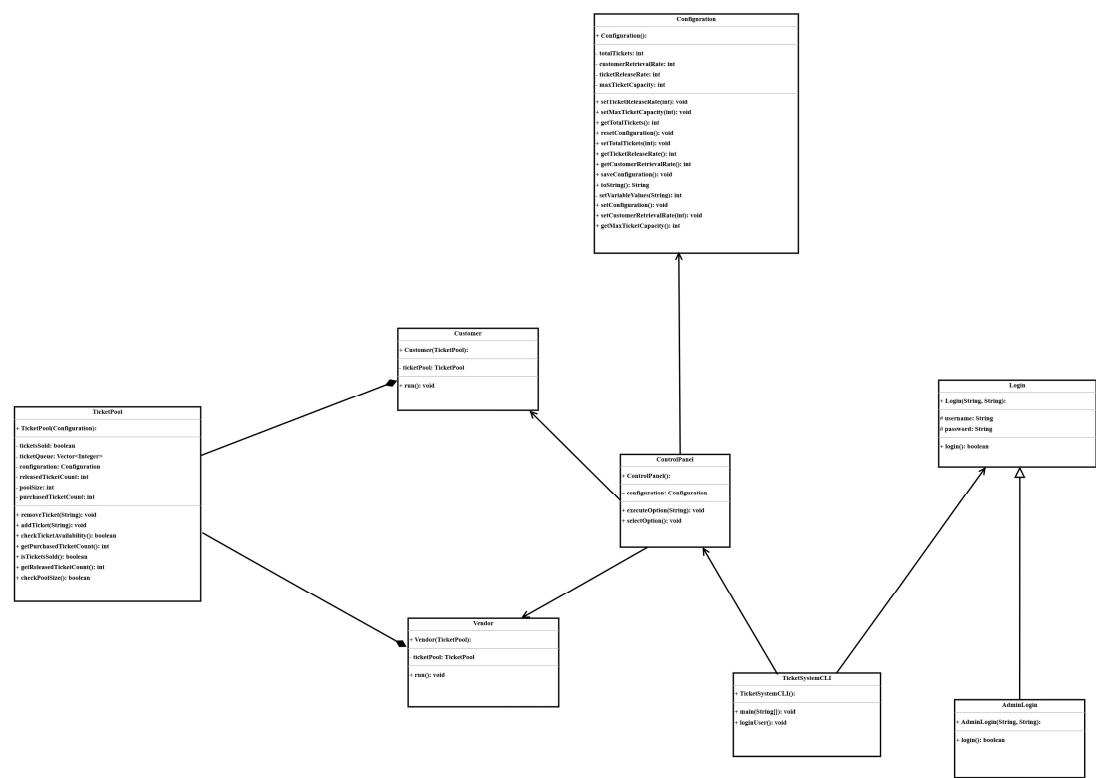 Configuration
+ Configuration():
- totalTickets: int
- customerRetrievalRate: int
- ticketReleaseRate: int
- maxTicketCapacity: int
+ setTicketReleaseRate(int): void
+ setMaxTicketCapacity(int): void
+ getTotalTickets(): int
+ resetConfiguration(): void
+ setTotalTickets(int): void
+ getTicketReleaseRate(): int
+ getCustomerRetrievalRate(): int
+ saveConfiguration(): void
+ toString(): String
- setVariableValues(String): int
+ setConfiguration(): void
+ setCustomerRetrievalRate(int): void
+ getMaxTicketCapacity(): int
Customer
+ Customer(TicketPool):
- ticketPool: TicketPool
+ run(): void
Login
+ Login(String, String):
# username: String
# password: String
+ login(): boolean
TicketPool
+ TicketPool(Configuration):
- ticketsSold: boolean
- ticketQueue: Vector<Integer>
- configuration: Configuration
- releasedTicketCount: int
- poolSize: int
- purchasedTicketCount: int
+ removeTicket(String): void
+ addTicket(String): void
+ checkTicketAvailability(): boolean
+ getPurchasedTicketCount(): int
+ isTicketsSold(): boolean
+ getReleasedTicketCount(): int
+ checkPoolSize(): boolean
ControlPanel
+ ControlPanel():
- configuration: Configuration
+ executeOption(String): void
+ selectOption(): void
Vendor
+ Vendor(TicketPool):
- ticketPool: TicketPool
+ run(): void
TicketSystemCLI
+ TicketSystemCLI():
+ main(String[]): void
+ loginUser(): void
AdminLogin
+ AdminLogin(String, String):
+ login(): boolean